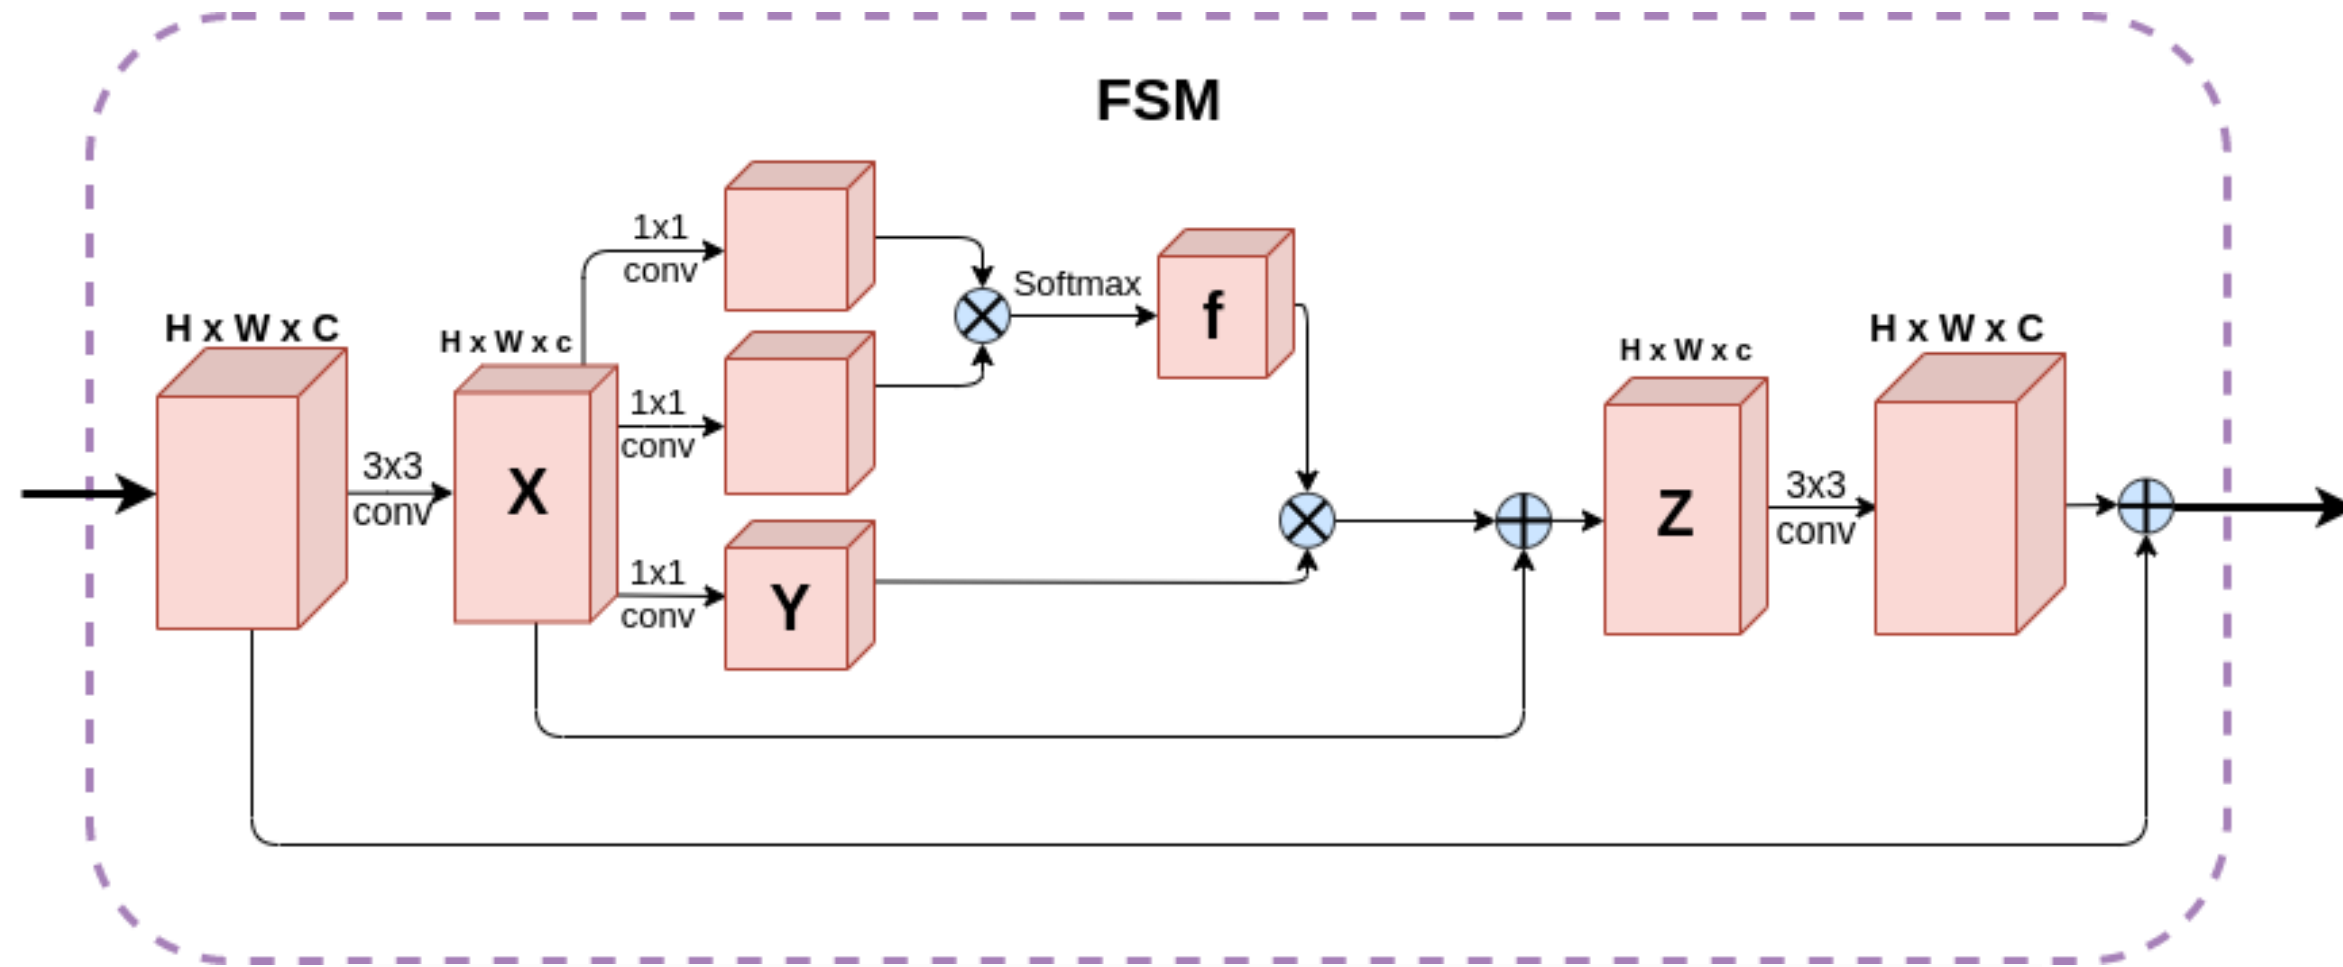 FSM
H x W x C
3x3
conv
H x W x c
X
1x1
conv
1x1
conv
1x1
conv
Y
Softmax
f
H x W x c
Z
3x3
conv
H x W x C